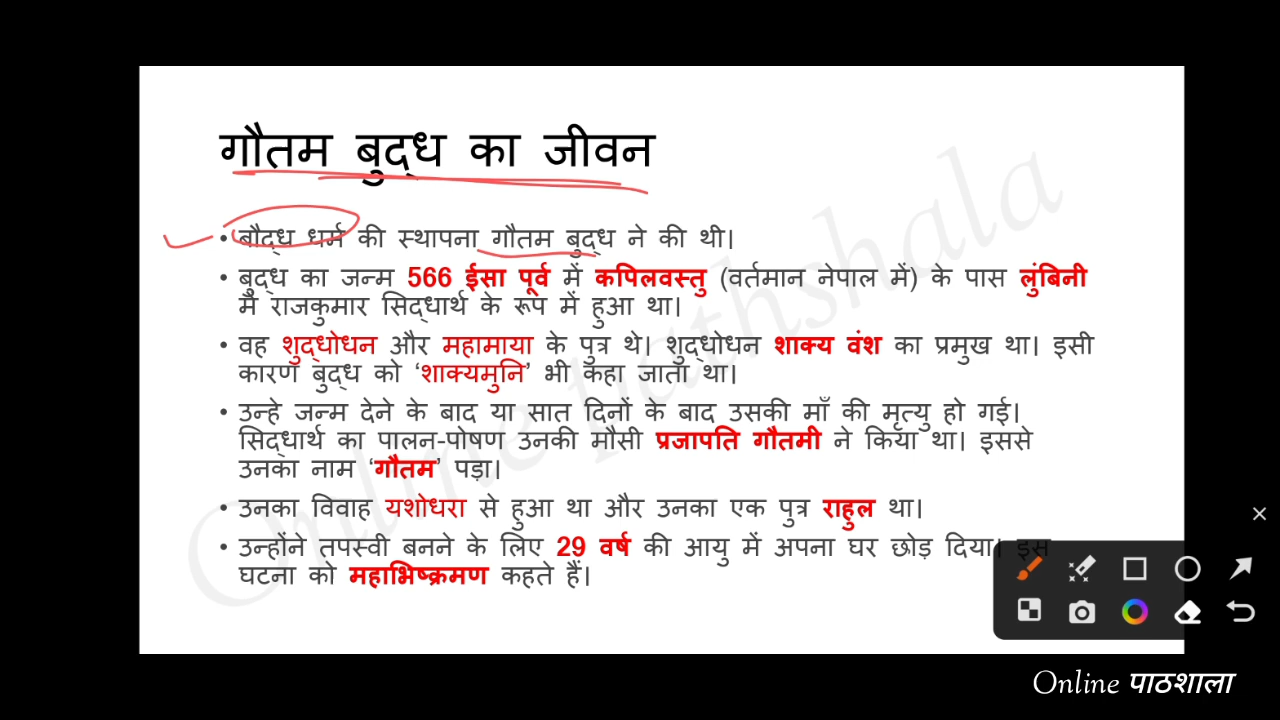 गौतम बुद्ध का जीवन
• बौद्ध धर्म की स्थापना गौतम बुद्ध ने की थी।
• बुद्ध का जन्म 566 ईसा पूर्व में कपिलवस्तु (वर्तमान नेपाल में) के पास लुंबिनी
में राजकुमार सिद्धार्थ के रूप में हुआ था।
• वह शुद्धोधन और महामाया के पुत्र थे। शुद्धोधन शाक्य वंश का प्रमुख था। इसी
कारण बुद्ध को ‘शाक्यमुनि’ भी कहा जाता था।
• उन्हे जन्म देने के बाद या सात दिनों के बाद उसकी माँ की मृत्यु हो गई।
सिद्धार्थ का पालन-पोषण उनकी मौसी प्रजापति गौतमी ने किया था। इससे
उनका नाम ‘गौतम’ पड़ा।
• उनका विवाह यशोधरा से हुआ था और उनका एक पुत्र राहुल था।
• उन्होंने तपस्वी बनने के लिए 29 वर्ष की आयु में अपना घर छोड़ दिया। इस
घटना को महाभिष्क्रमण कहते हैं।
Online pathshala
Online पाठशाला